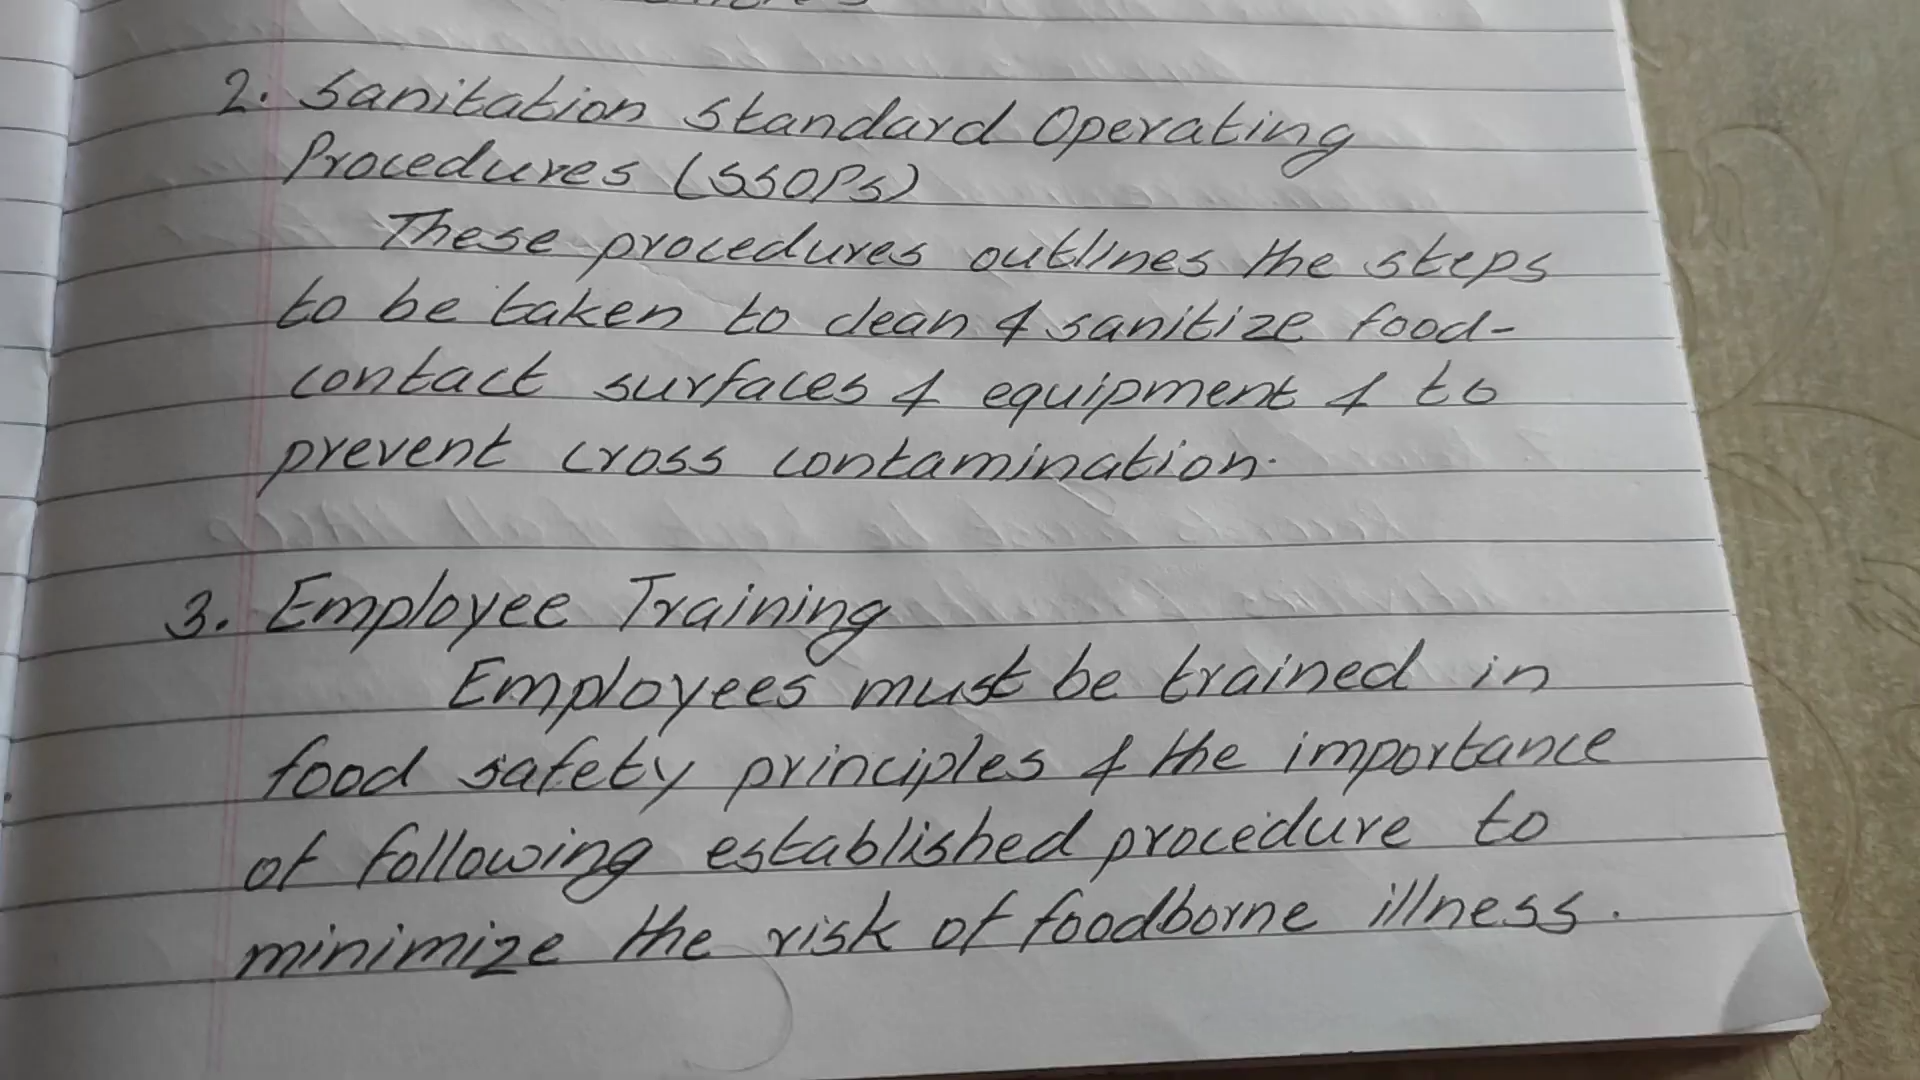 2. Sanitation Standard Operating
Procedures (SSOPs)
These procedures outlines the steps
to be taken to clean & sanitize food-
contact surfaces & equipment & to
prevent cross contamination.
3. Employee Training
Employees must be trained in
food safety principles & the importance
of following established procedure to
minimize the risk of foodborne illness.